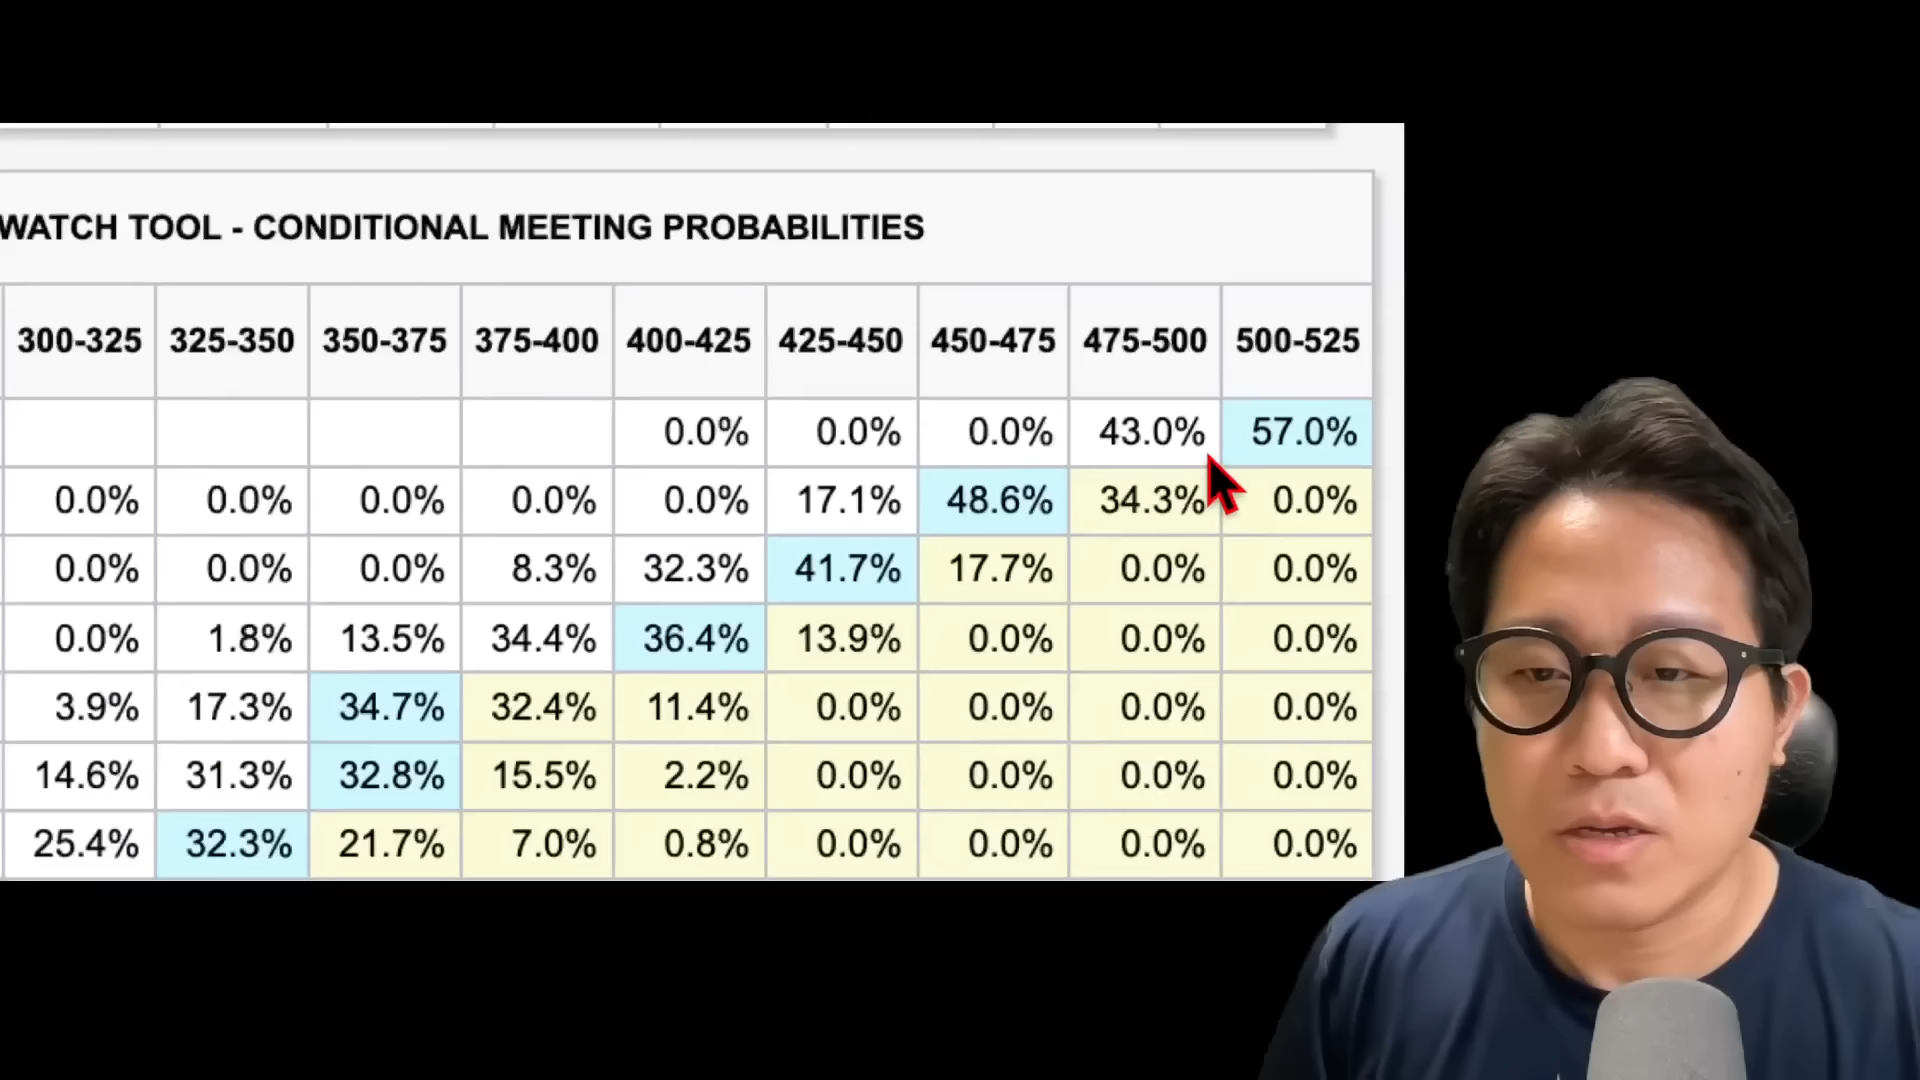 WATCH TOOL - CONDITIONAL MEETING PROBABILITIES
300-325 325-350 350-375 375-400 400-425 425-450 450-475 475-500 500-525
0.0% 0.0% 0.0% 43.0% 57.0%
0.0% 0.0% 0.0% 0.0% 0.0% 17.1% 48.6% 34.3% 0.0%
0.0% 0.0% 0.0% 8.3% 32.3% 41.7% 17.7% 0.0% 0.0%
0.0% 1.8% 13.5% 34.4% 36.4% 13.9% 0.0% 0.0% 0.0%
3.9% 17.3% 34.7% 32.4% 11.4% 0.0% 0.0% 0.0% 0.0%
14.6% 31.3% 32.8% 15.5% 2.2% 0.0% 0.0% 0.0% 0.0%
25.4% 32.3% 21.7% 7.0% 0.8% 0.0% 0.0% 0.0% 0.0%